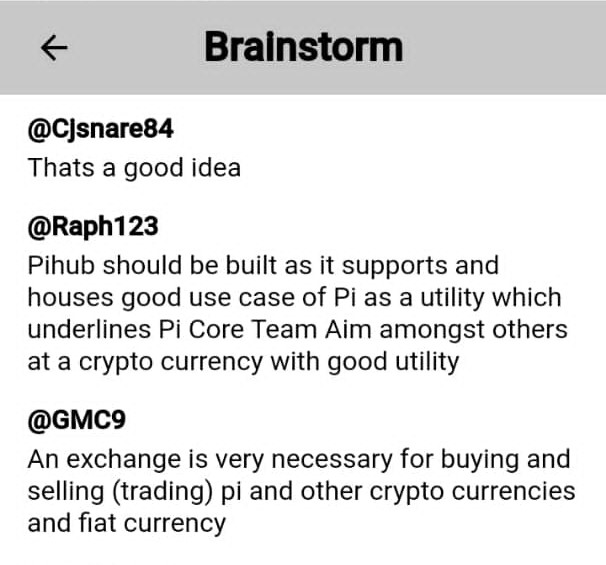 Brainstorm
@Cjsnare84
Thats a good idea
@Raph123
Pihub should be built as it supports and
houses good use case of Pi as a utility which
underlines Pi Core Team Aim amongst others
at a crypto currency with good utility
@GMC9
An exchange is very necessary for buying and
selling (trading) pi and other crypto currencies
and fiat currency